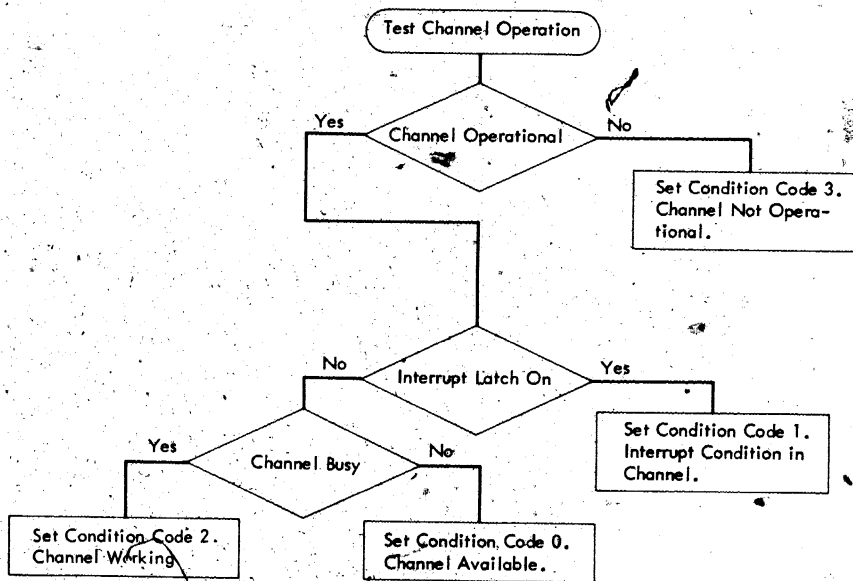 Test Channel Operation
Yes
Channel Operational
No
Set Condition Code 3.
Channel Not Opera-
tional.
No
Interrupt Latch On
Yes
Set Condition Code 1.
Interrupt Condition in
Channel.
Yes
Channel Busy
No
Set Condition Code 2.
Channel Working
Set Condition Code 0.
Channel Available.